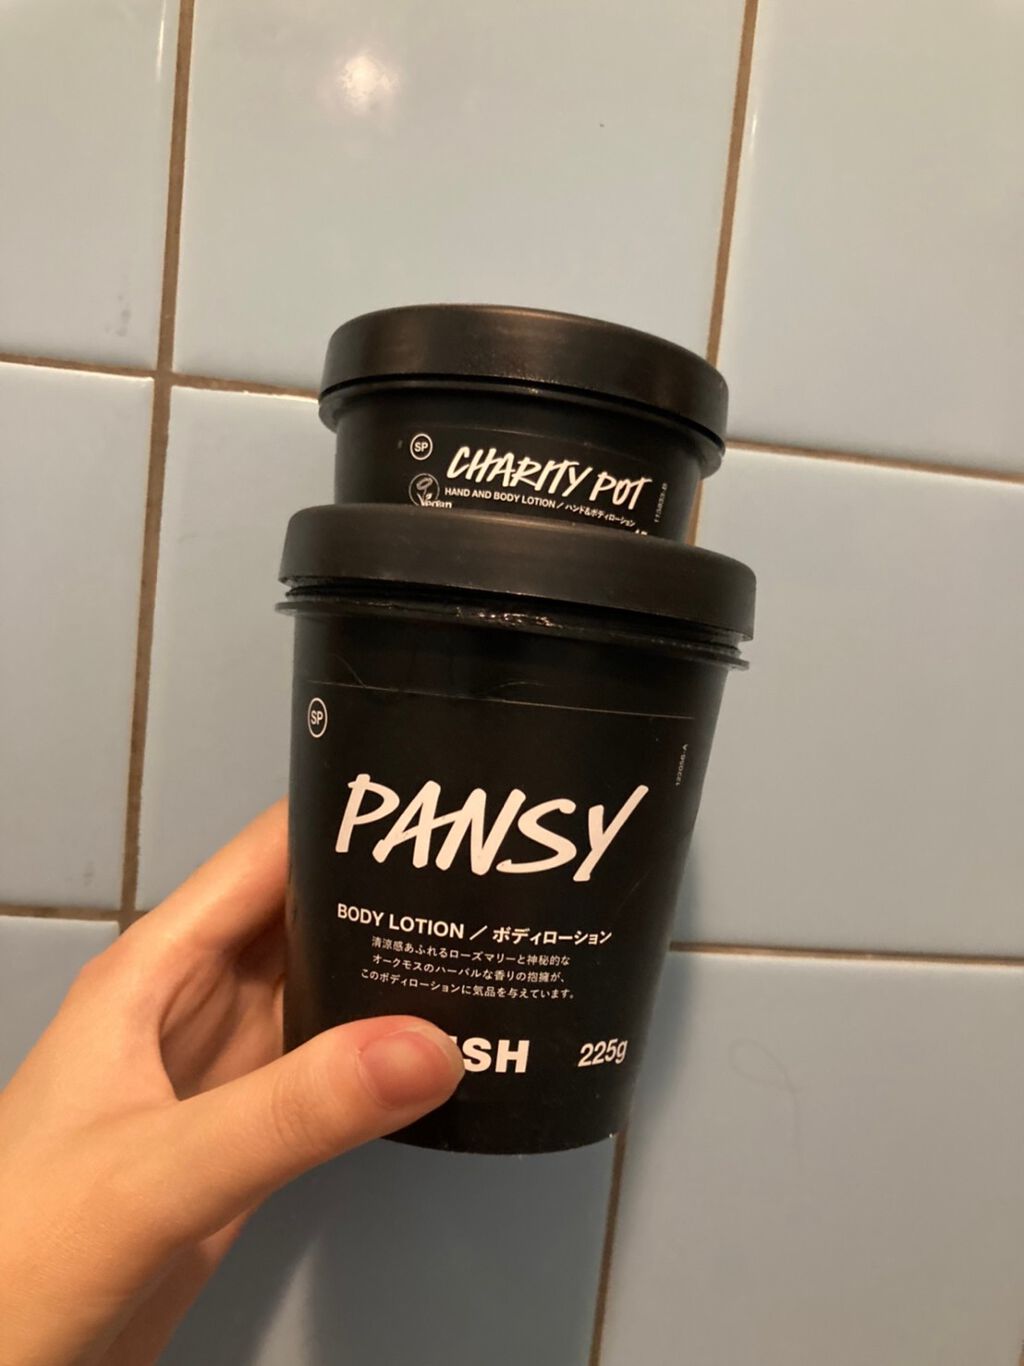 SP
CHARITY POT
Vegan
HAND AND BODY LOTION / ハンド&ボディローション
SP
PANSY
BODY LOTION / ボディローション
清涼感あふれるローズマリーと神秘的な
オークモスのハーバルな香りの抱擁が、
このボディローションに気品を与えています。
SH
225g